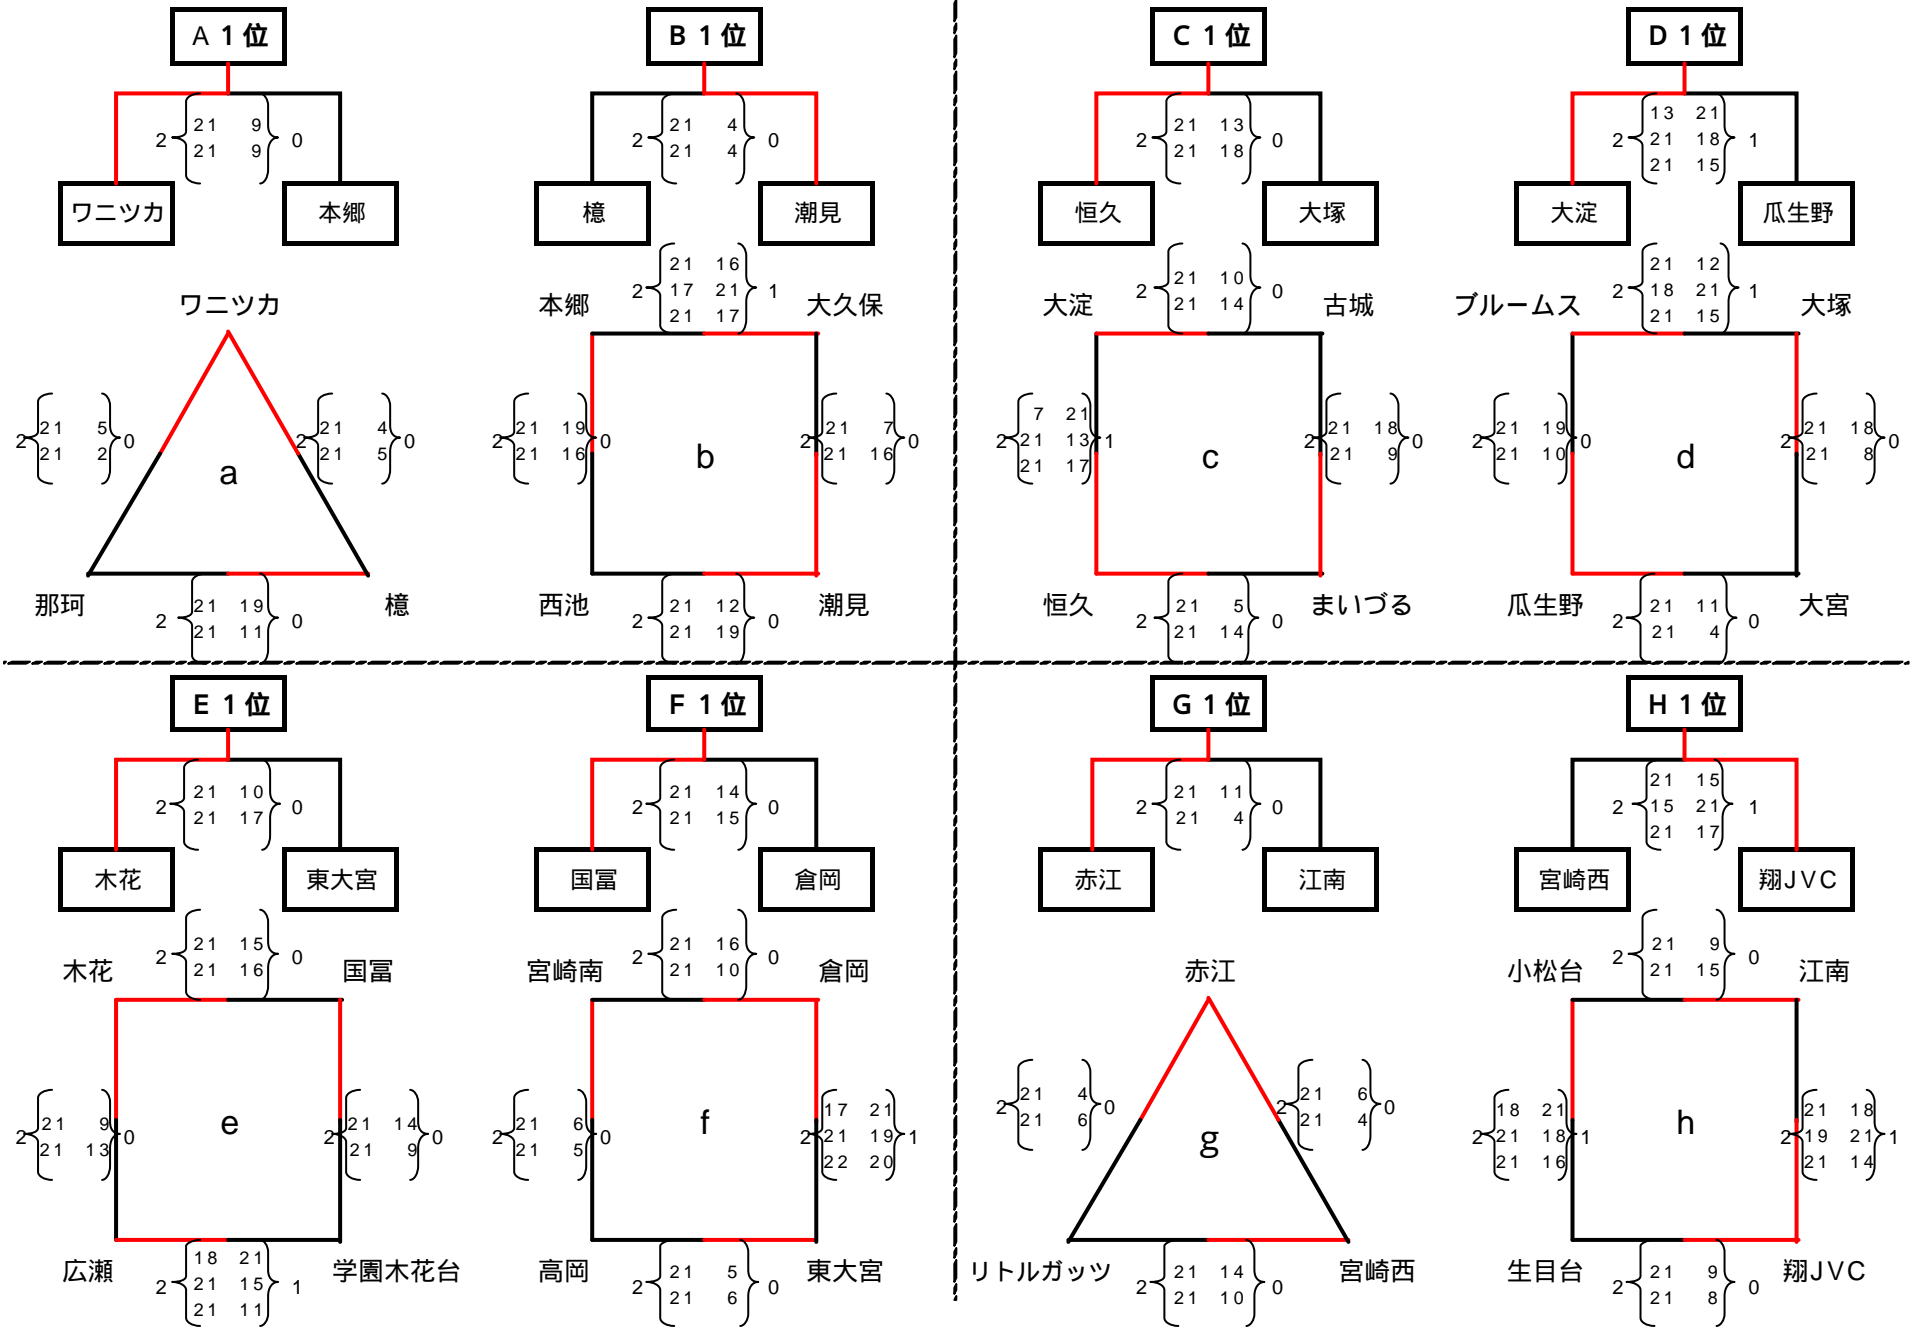 A 1 位
B 1 位
C 1 位
D 1 位
2 21 9 0
21 9
2 21 4 0
21 4
2 21 13 0
21 18
13 21
2 21 18 1
21 15
ワニツカ
本郷
檍
潮見
恒久
大塚
大淀
瓜生野
ワニツカ
本郷
21 16
2 17 21 1
21 17
大久保
大淀
2 21 10 0
21 14
古城
ブルームス
21 12
2 18 21 1
21 15
大塚
2 21 5 0
21 2
2 21 4 0
21 5
a
2 21 19 0
21 16
b
2 21 7 0
21 16
7 21
2 21 13 1
21 17
c
2 21 18 0
21 9
2 21 19 0
21 10
d
2 21 18 0
21 8
那珂
2 21 19 0
21 11
檍
西池
2 21 12 0
21 19
潮見
恒久
2 21 5 0
21 14
まいづる
瓜生野
2 21 11 0
21 4
大宮
E 1 位
F 1 位
G 1 位
H 1 位
2 21 10 0
21 17
2 21 14 0
21 15
2 21 11 0
21 4
21 15
2 15 21 1
21 17
木花
東大宮
国冨
倉岡
赤江
江南
宮崎西
翔JVC
木花
2 21 15 0
21 16
国冨
宮崎南
2 21 16 0
21 10
倉岡
赤江
小松台
2 21 9 0
21 15
江南
2 21 9 0
21 13
e
2 21 14 0
21 9
2 21 6 0
21 5
f
17 21
2 21 19 1
22 20
2 21 4 0
21 6
g
2 21 6 0
21 4
18 21
2 21 18 1
21 16
h
21 18
2 19 21 1
21 14
広瀬
18 21
2 21 15 1
21 11
学園木花台
高岡
2 21 5 0
21 6
東大宮
リトルガッツ
2 21 14 0
21 10
宮崎西
生目台
2 21 9 0
21 8
翔JVC